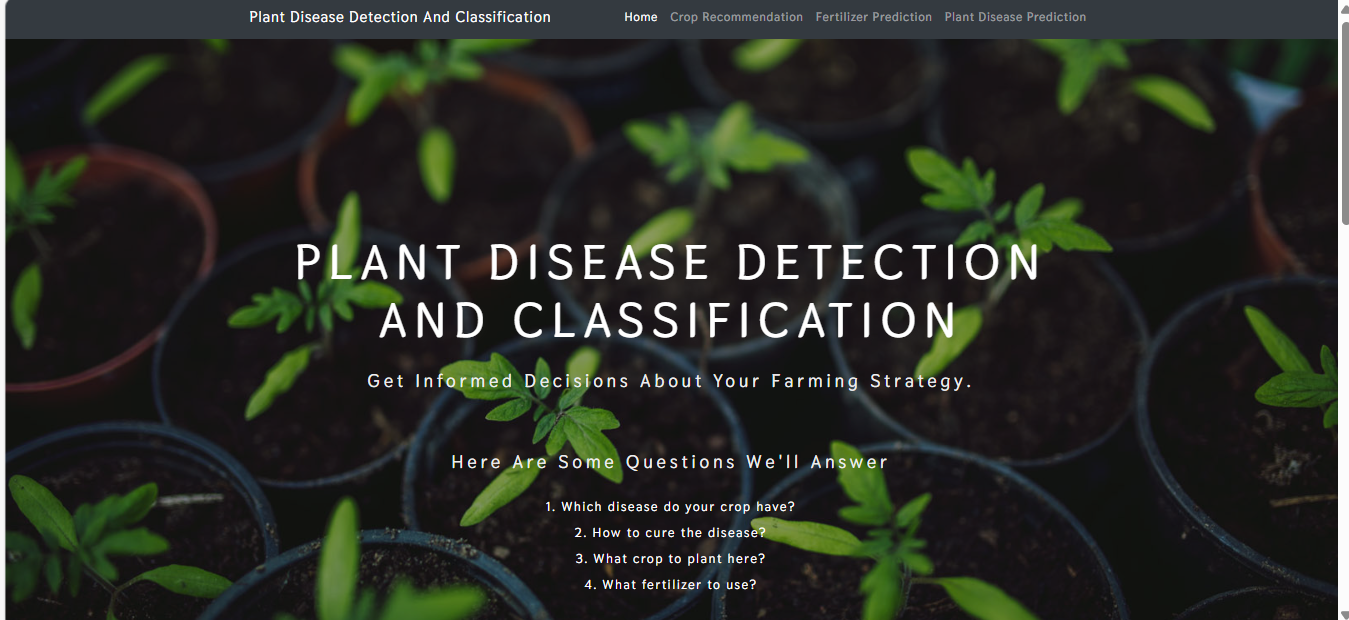 Plant Disease Detection And Classification
Home
Crop Recommendation
Fertilizer Prediction
Plant Disease Prediction
PLANT DISEASE DETECTION
AND CLASSIFICATION
Get Informed Decisions About Your Farming Strategy.
Here Are Some Questions We'll Answer
1. Which disease do your crop have?
2. How to cure the disease?
3. What crop to plant here?
4. What fertilizer to use?